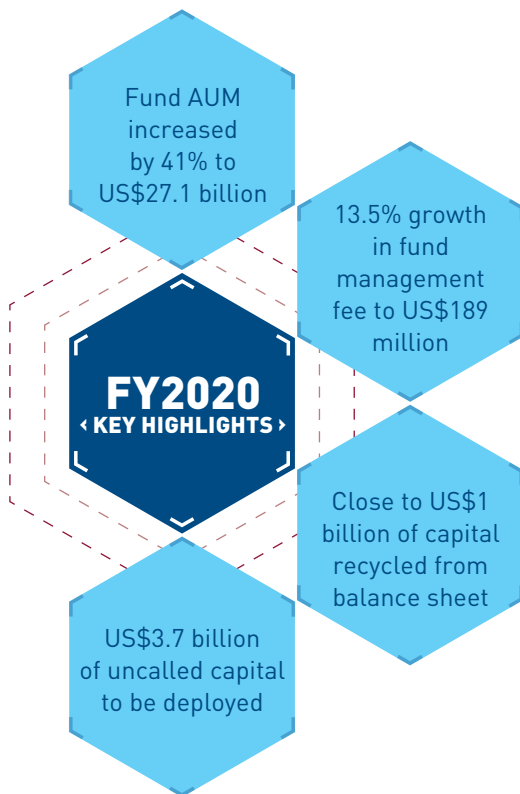 Fund AUM
increased
by 41% to
US$27.1 billion
13.5% growth
in fund
management
fee to US$189
million
FY2020
‹ KEY HIGHLIGHTS ›
Close to US$1
billion of capital
recycled from
balance sheet
US$3.7 billion
of uncalled capital
to be deployed